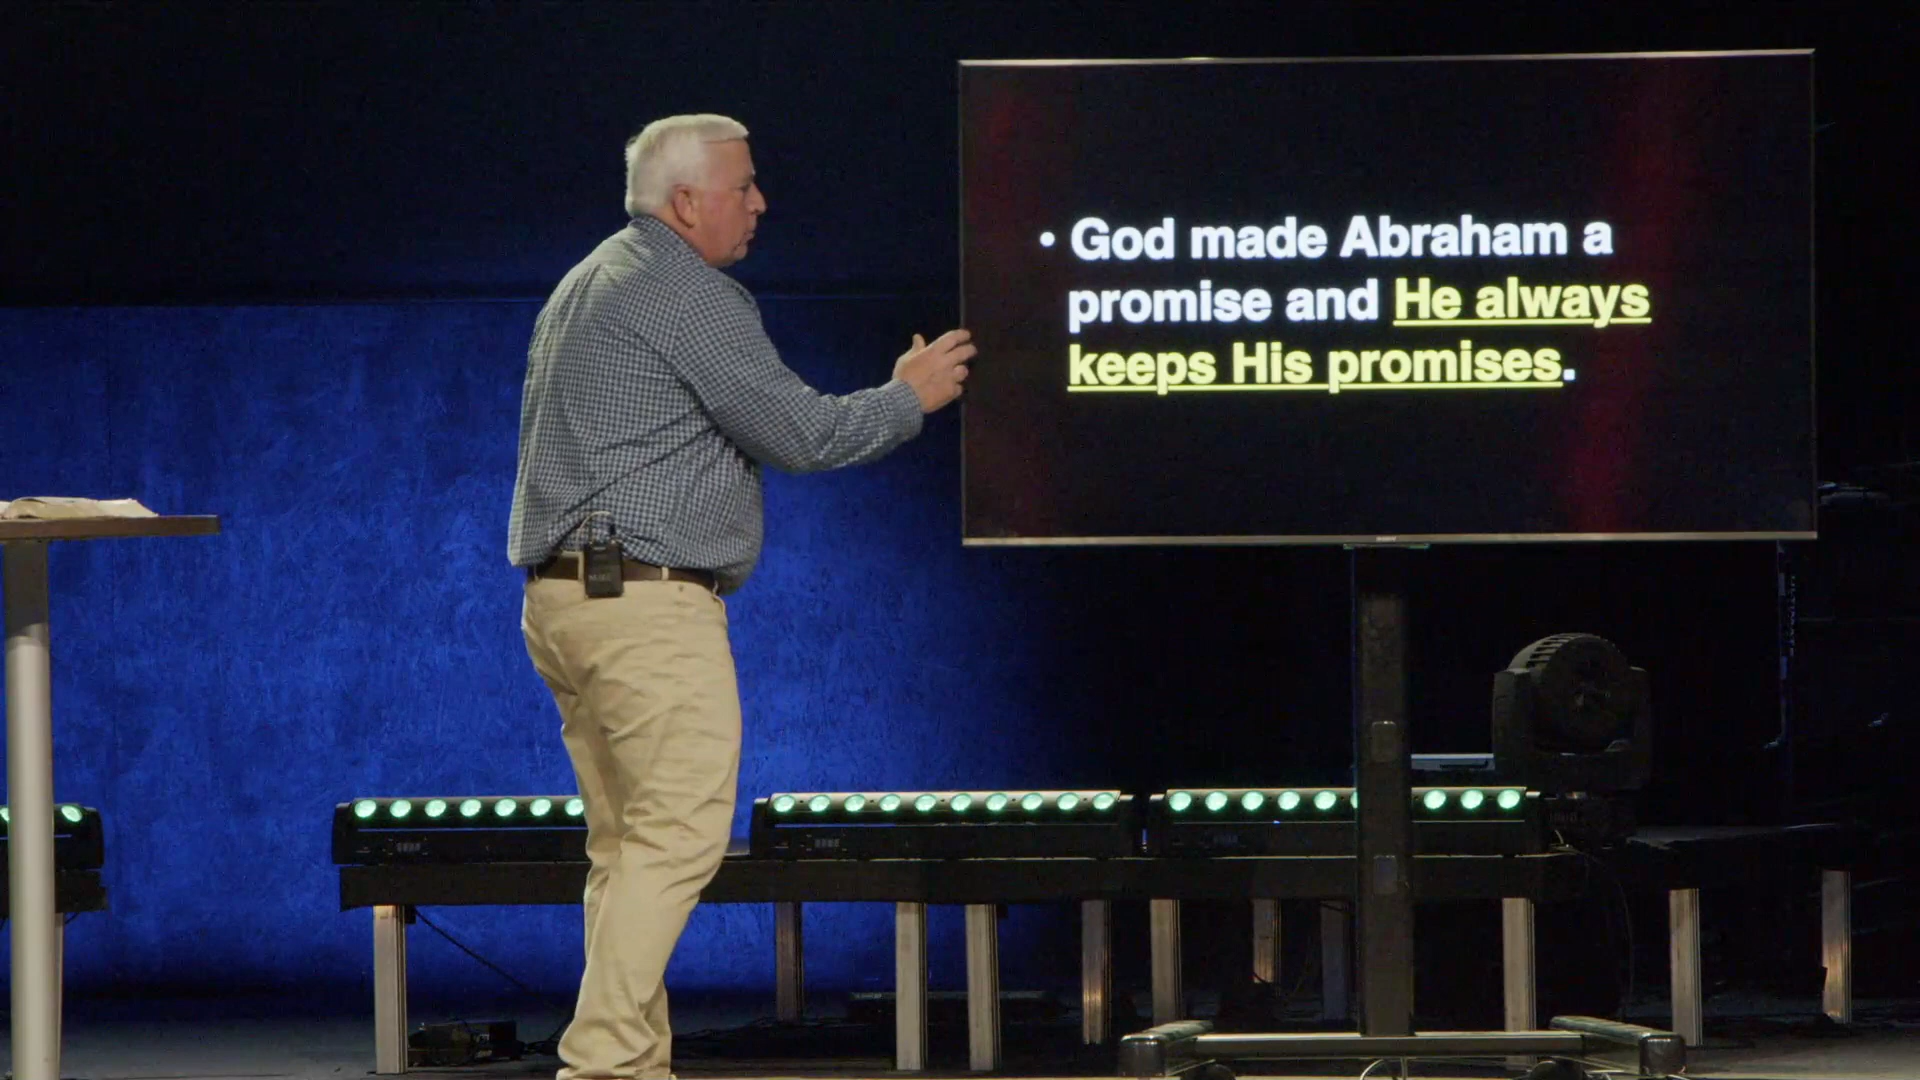 • God made Abraham a
promise and He always
keeps His promises.